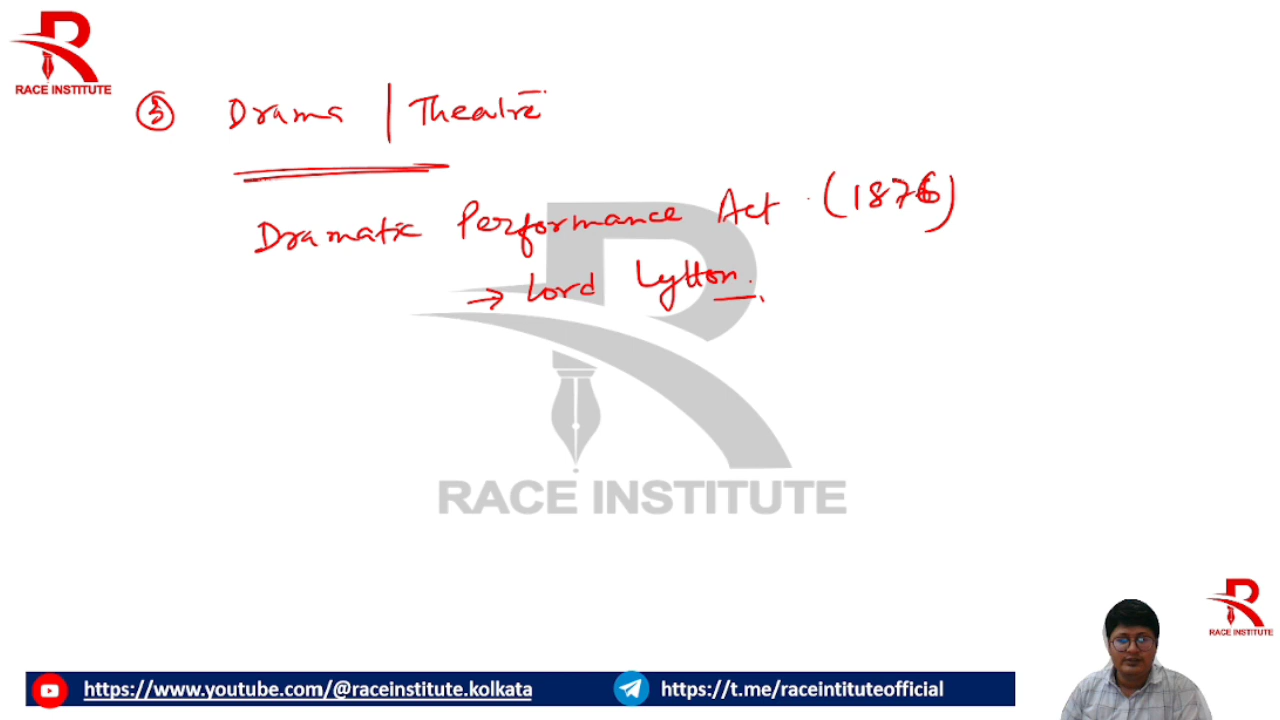 RACE INSTITUTE
③ Drama | Theatre
Dramatic Performance Act. (1876)
→ Lord Lytton.
RACE INSTITUTE
RACE INSTITUTE
https://www.youtube.com/@raceinstitute.kolkata
https://t.me/raceintituteofficial